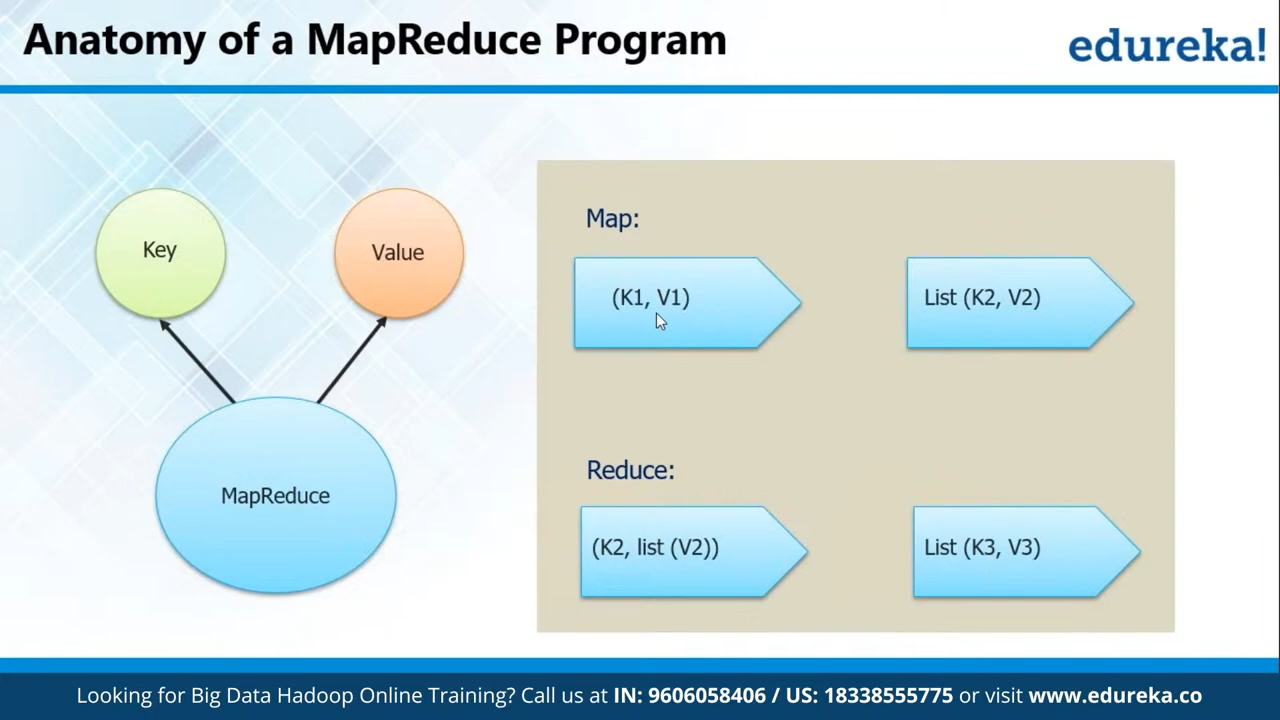 Anatomy of a MapReduce Program
edureka!
Key
Value
MapReduce
Map:
(K1, V1)
List (K2, V2)
Reduce:
(K2, list (V2))
List (K3, V3)
Looking for Big Data Hadoop Online Training? Call us at IN: 9606058406 / US: 18338555775 or visit www.edureka.co